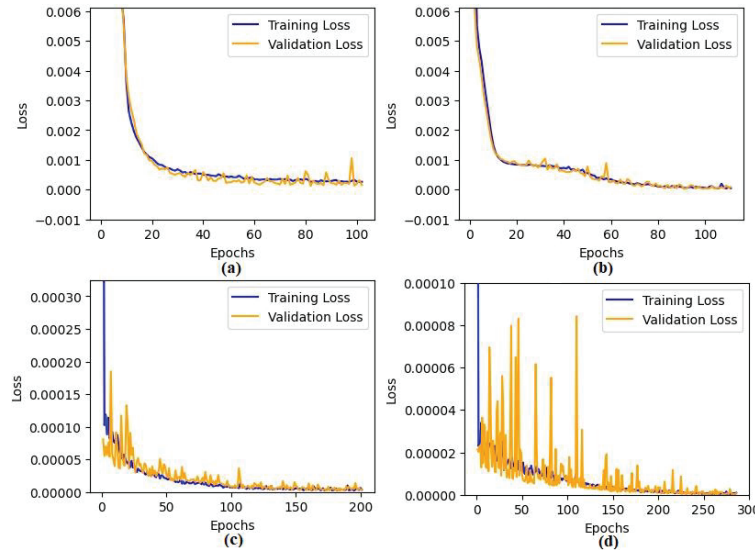 0.006
0.005
0.004
0.003
0.002
0.001
0.000
−0.001
Loss
Training Loss
Validation Loss
0 20 40 60 80 100
Epochs
(a)
0.006
0.005
0.004
0.003
0.002
0.001
0.000
−0.001
Loss
Training Loss
Validation Loss
0 20 40 60 80 100
Epochs
(b)
0.00030
0.00025
0.00020
0.00015
0.00010
0.00005
0.00000
Loss
Training Loss
Validation Loss
0 50 100 150 200
Epochs
(c)
0.00010
0.00008
0.00006
0.00004
0.00002
0.00000
Loss
Training Loss
Validation Loss
0 50 100 150 200 250 300
Epochs
(d)